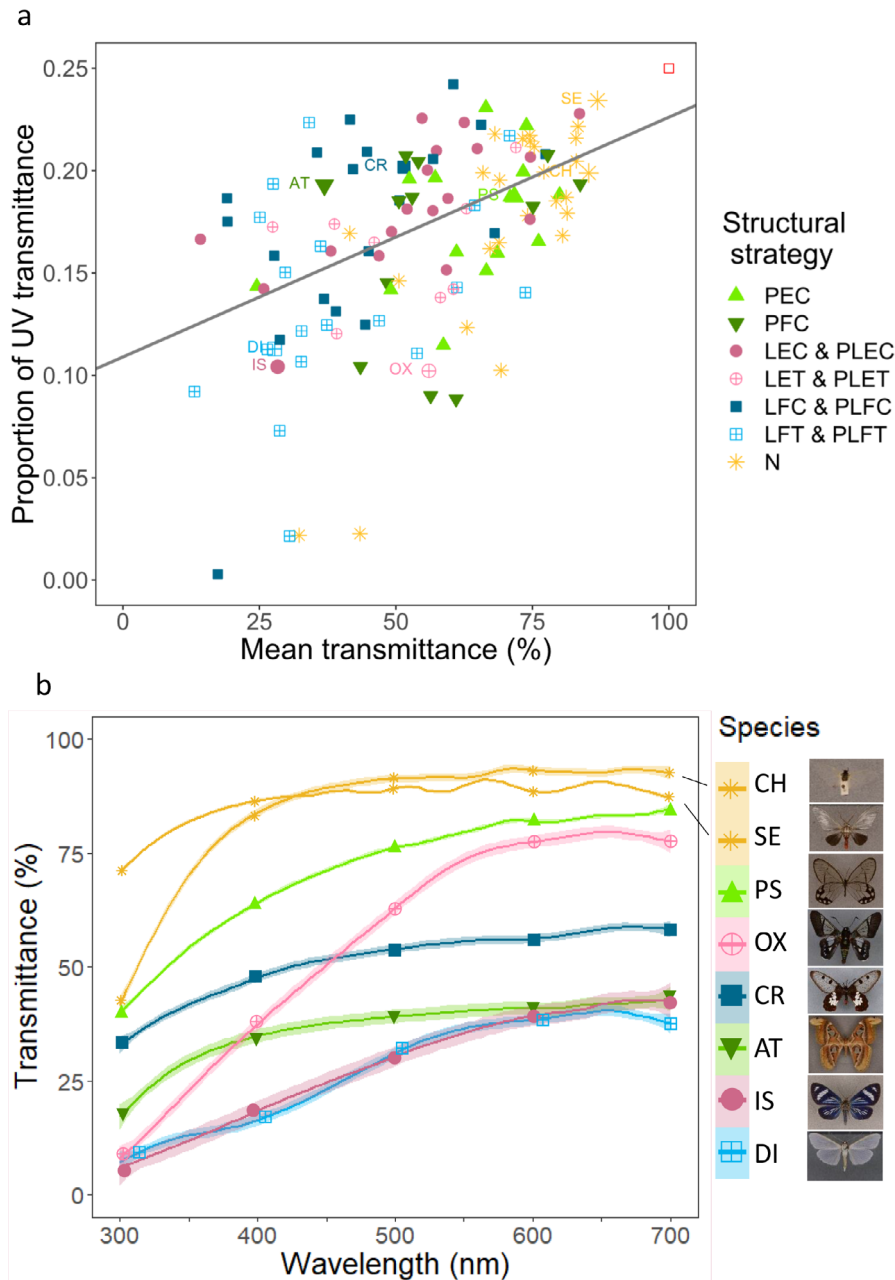 a
Proportion of UV transmittance
0.25
0.20
0.15
0.10
0.05
0.00
SE
CR
CH
AT
PS
DI
IS
OX
0
25
50
75
100
Mean transmittance (%)
Structural
strategy
PEC
PFC
LEC & PLEC
LET & PLET
LFC & PLFC
LFT & PLFT
N
b
Transmittance (%)
100
75
50
25
0
300
400
500
600
700
Wavelength (nm)
Species
CH
SE
PS
OX
CR
AT
IS
DI